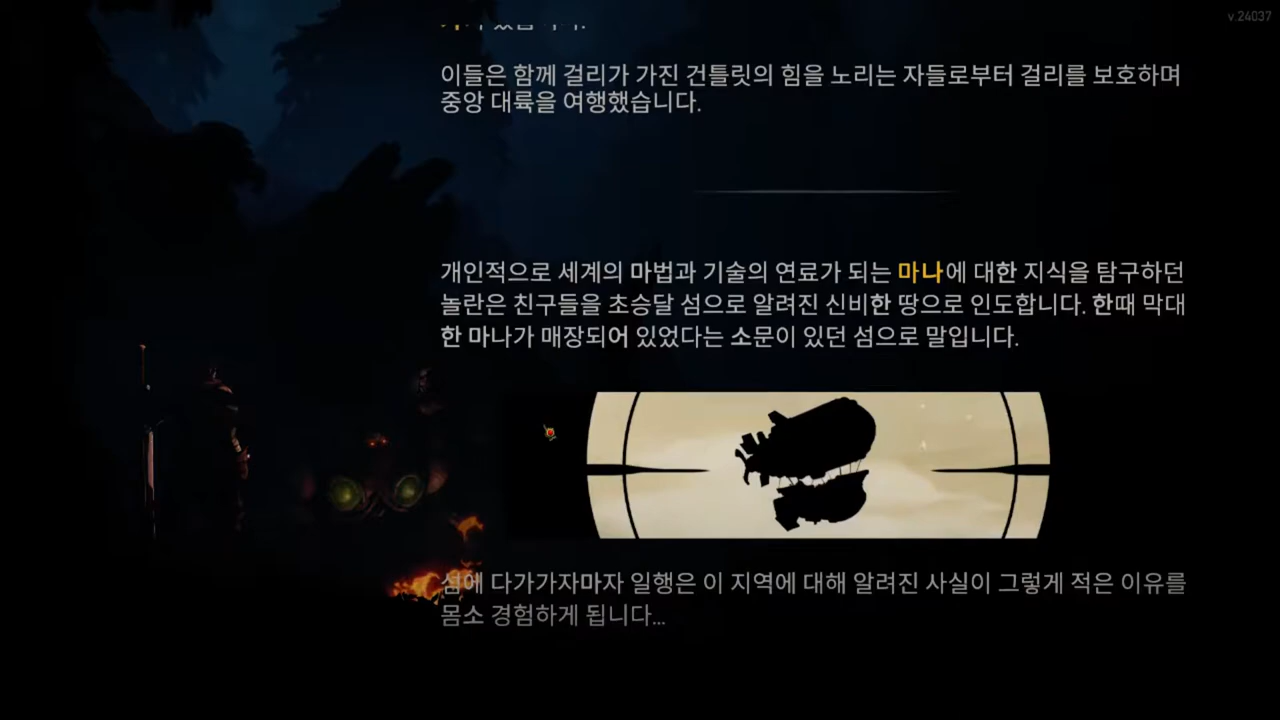 v.24037
이들은 함께 걸리가 가진 건틀릿의 힘을 노리는 자들로부터 걸리를 보호하며
중앙 대륙을 여행했습니다.
개인적으로 세계의 마법과 기술의 연료가 되는 마나에 대한 지식을 탐구하던
놀란은 친구들을 초승달 섬으로 알려진 신비한 땅으로 인도합니다. 한때 막대
한 마나가 매장되어 있었다는 소문이 있던 섬으로 말입니다.
섬에 다가가자마자 일행은 이 지역에 대해 알려진 사실이 그렇게 적은 이유를
몸소 경험하게 됩니다...